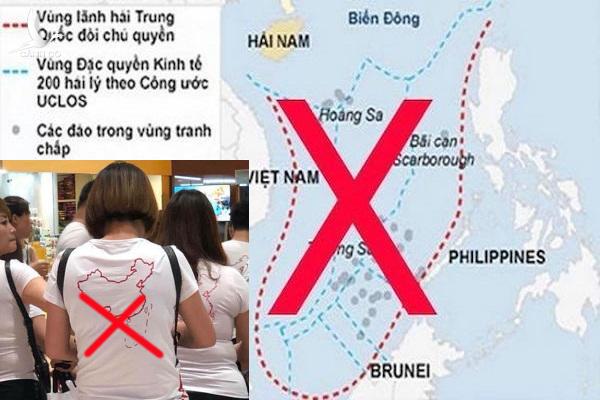 Vùng lãnh hải Trung
Quốc đòi chủ quyền
Vùng Đặc quyền Kinh tế
200 hải lý theo Công ước
UCLOS
Các đảo trong vùng tranh
chấp
Biển Đông
HẢI NAM
Hoàng Sa
Bãi cạn
Scarborough
VIỆT NAM
PHILIPPINES
BRUNEI